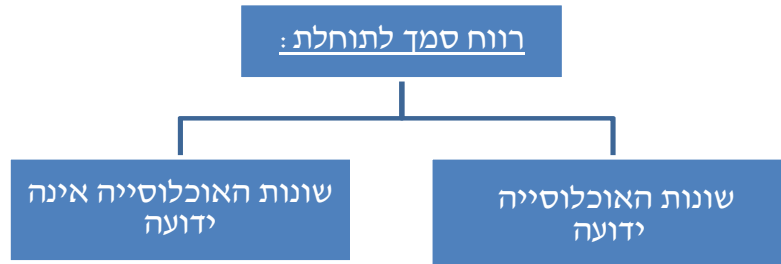 רווח סמך לתוחלת :
שונות האוכלוסייה
ידועה
שונות האוכלוסייה אינה
ידועה